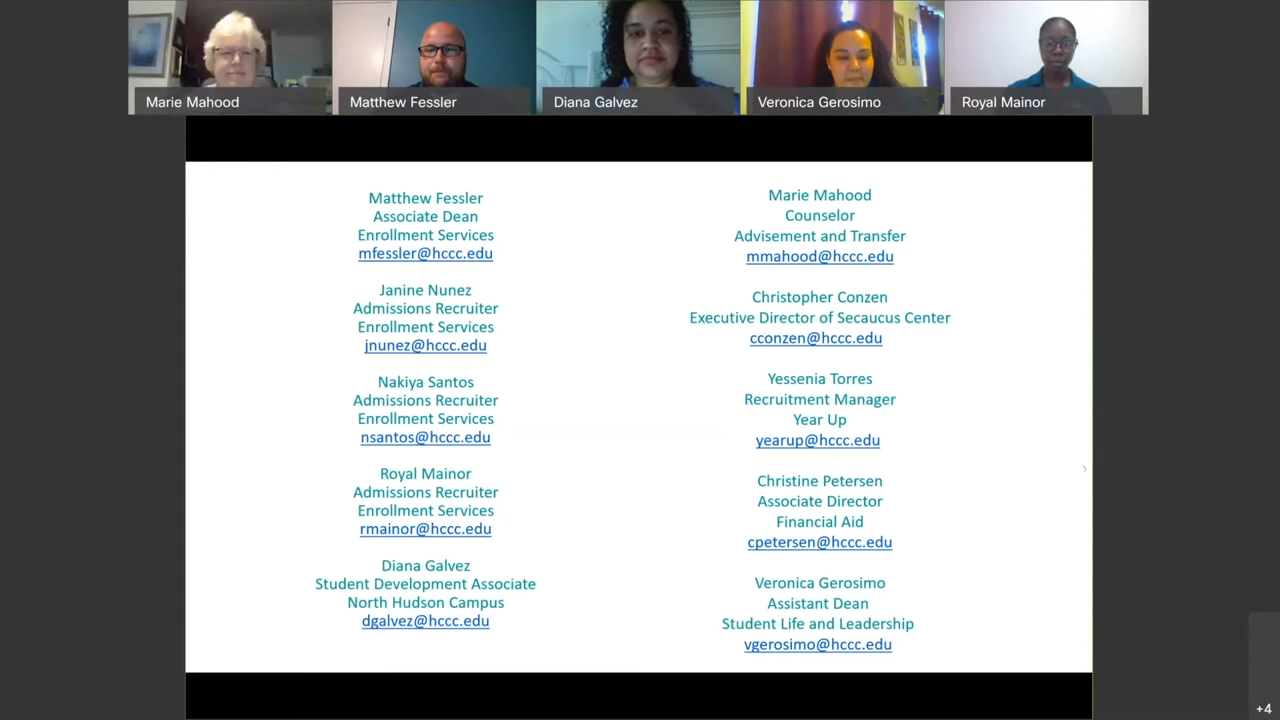 Marie Mahood
Matthew Fessler
Diana Galvez
Veronica Gerosimo
Royal Mainor
Matthew Fessler
Associate Dean
Enrollment Services
mfessler@hccc.edu
Janine Nunez
Admissions Recruiter
Enrollment Services
jnunez@hccc.edu
Nakiya Santos
Admissions Recruiter
Enrollment Services
nsantos@hccc.edu
Royal Mainor
Admissions Recruiter
Enrollment Services
rmainor@hccc.edu
Diana Galvez
Student Development Associate
North Hudson Campus
dgalvez@hccc.edu
Marie Mahood
Counselor
Advisement and Transfer
mmahood@hccc.edu
Christopher Conzen
Executive Director of Secaucus Center
cconzen@hccc.edu
Yessenia Torres
Recruitment Manager
Year Up
yearup@hccc.edu
Christine Petersen
Associate Director
Financial Aid
cpetersen@hccc.edu
Veronica Gerosimo
Assistant Dean
Student Life and Leadership
vgerosimo@hccc.edu
+4